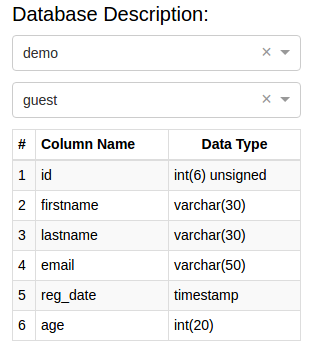 Database Description:
demo
guest
# Column Name Data Type
1 id int(6) unsigned
2 firstname varchar(30)
3 lastname varchar(30)
4 email varchar(50)
5 reg_date timestamp
6 age int(20)